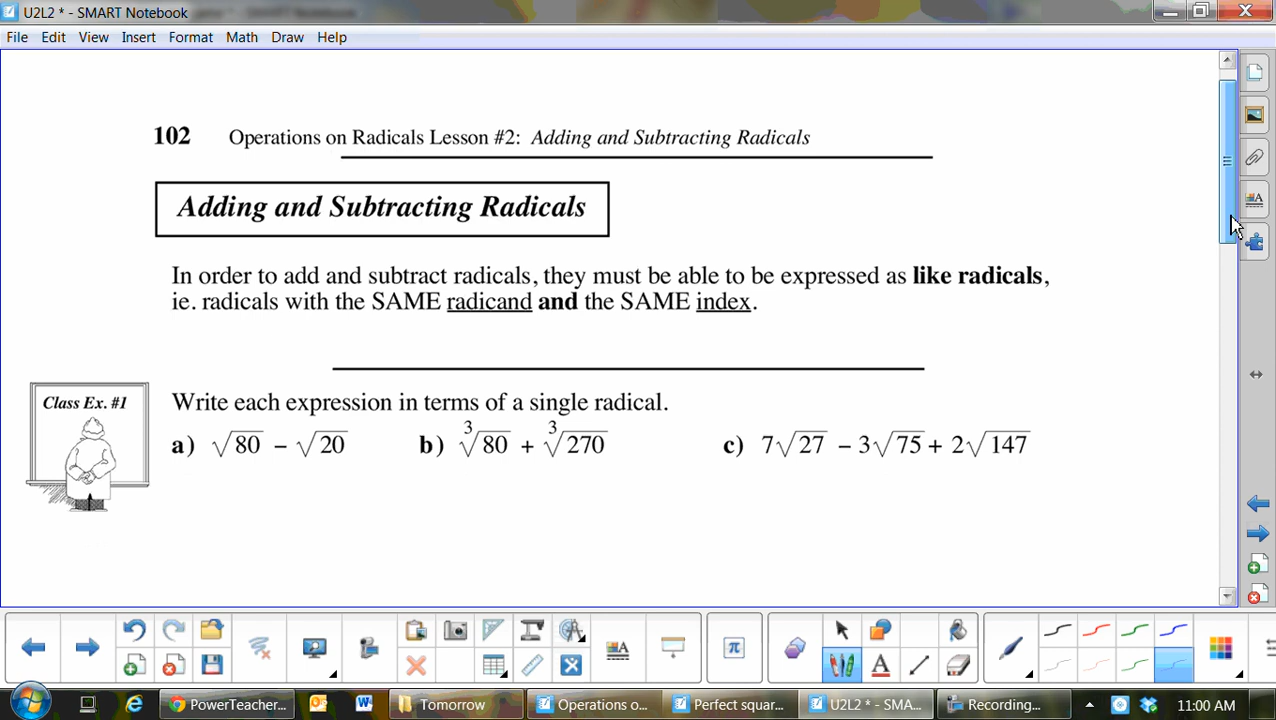 U2L2 * - SMART Notebook
File Edit View Insert Format Math Draw Help
102 Operations on Radicals Lesson #2: Adding and Subtracting Radicals
Adding and Subtracting Radicals
In order to add and subtract radicals, they must be able to be expressed as like radicals,
ie. radicals with the SAME radicand and the SAME index.
Class Ex. #1
Write each expression in terms of a single radical.
a) √80 − √20 b) ∛80 + ∛270 c) 7√27 − 3√75 + 2√147
PowerTeacher... Tomorrow Operations o... Perfect squar... U2L2 * - SMA... Recording... 11:00 AM